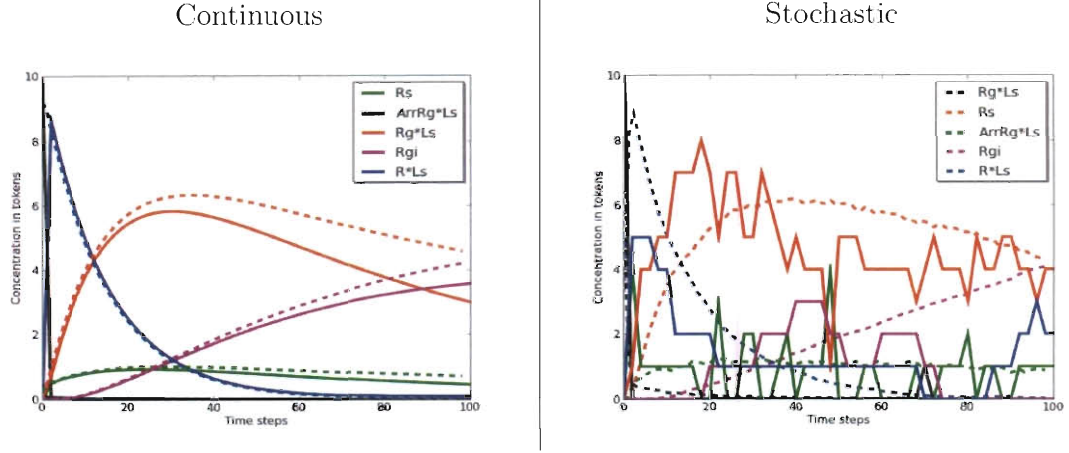 Continuous
Rs
ArrRg*Ls
Rg*Ls
Rgi
R*Ls
Concentration in tokens
10
8
6
4
2
0
0 20 40 60 80 100
Time steps
Stochastic
Rg*Ls
Rs
ArrRg*Ls
Rgi
R*Ls
Concentration in tokens
10
8
6
4
2
0
0 20 40 60 80 100
Time steps